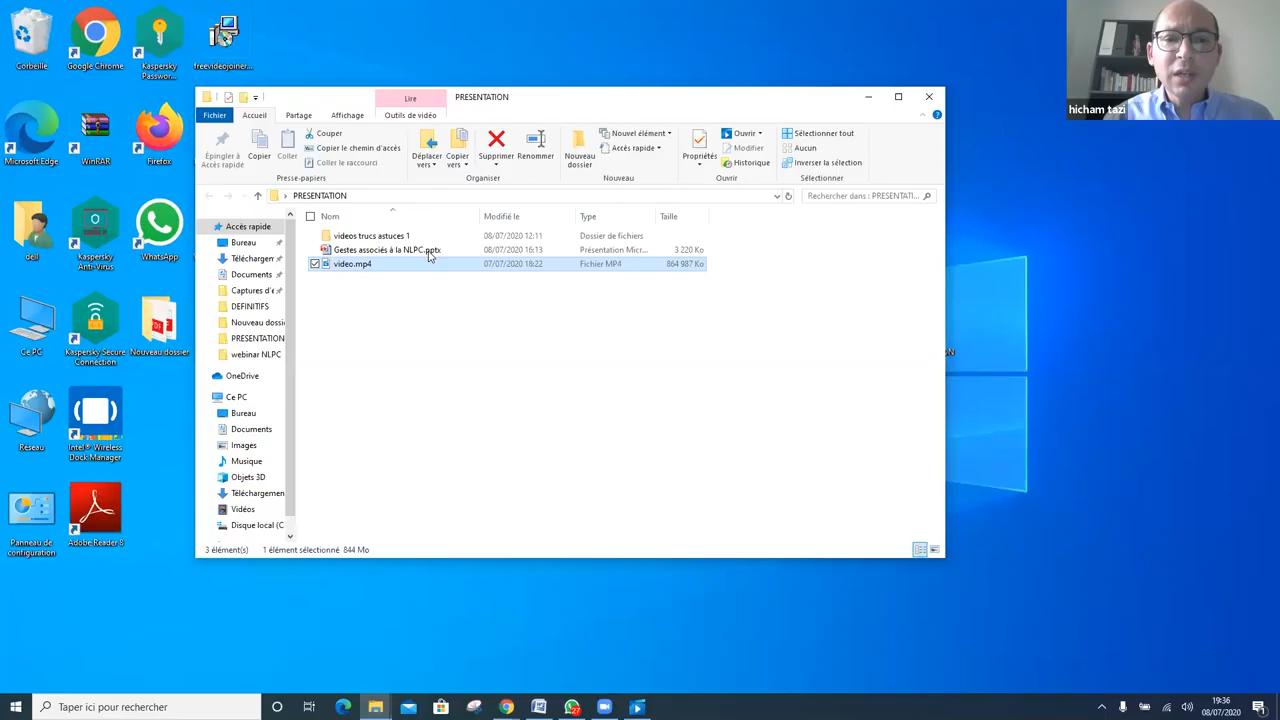 Corbeille
Google Chrome
Kaspersky
Passwor...
freevideojoiner...
hicham tazi
PRESENTATION
Lire
Fichier
Accueil
Partage
Affichage
Outils de vidéo
Épingler à
Accès rapide
Copier
Coller
Couper
Copier le chemin d'accès
Coller le raccourci
Presse-papiers
Déplacer
vers
Copier
vers
Supprimer
Renommer
Organiser
Nouveau
dossier
Nouvel élément
Accès rapide
Nouveau
Propriétés
Ouvrir
Modifier
Historique
Ouvrir
Sélectionner tout
Aucun
Inverser la sélection
Sélectionner
PRESENTATION
Rechercher dans : PRESENTATI...
Nom
Modifié le
Type
Taille
videos trucs astuces 1
08/07/2020 12:11
Dossier de fichiers
Gestes associés à la NLPC.pptx
08/07/2020 16:13
Présentation Micr...
3 220 Ko
video.mp4
07/07/2020 18:22
Fichier MP4
864 987 Ko
Accès rapide
Bureau
Téléchargem
Documents
Captures d'é
DEFINITIFS
Nouveau dossi
PRESENTATION
webinar NLPC
OneDrive
Ce PC
Bureau
Documents
Images
Musique
Objets 3D
Téléchargement
Vidéos
Disque local (C
3 élément(s)
1 élément sélectionné 844 Mo
Microsoft Edge
WinRAR
Firefox
deil
Kaspersky
Anti-Virus
WhatsApp
Ce PC
Kaspersky Secure
Connection
Nouveau dossier
Réseau
Intel® Wireless
Dock Manager
Panneau de
configuration
Adobe Reader 8
Taper ici pour rechercher
27
19:36
08/07/2020